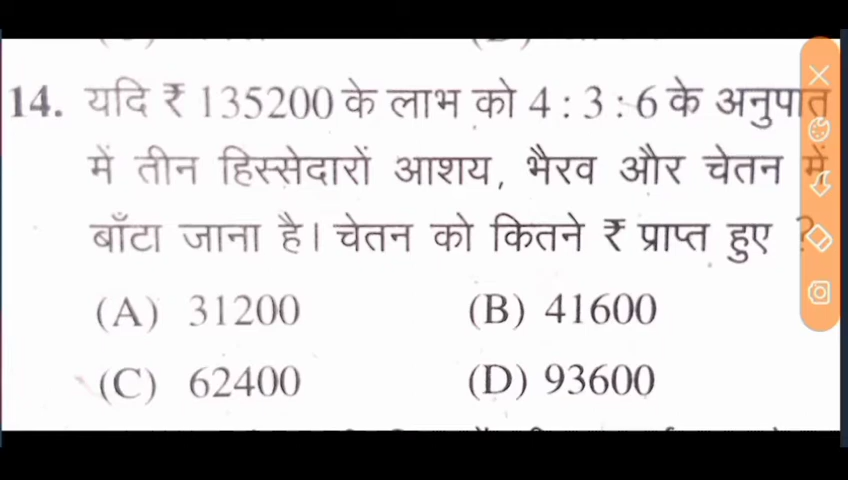 14. यदि ₹ 135200 के लाभ को 4 : 3 : 6 के अनुपात
में तीन हिस्सेदारों आशय, भैरव और चेतन में
बाँटा जाना है। चेतन को कितने ₹ प्राप्त हुए ?
(A) 31200 (B) 41600
(C) 62400 (D) 93600